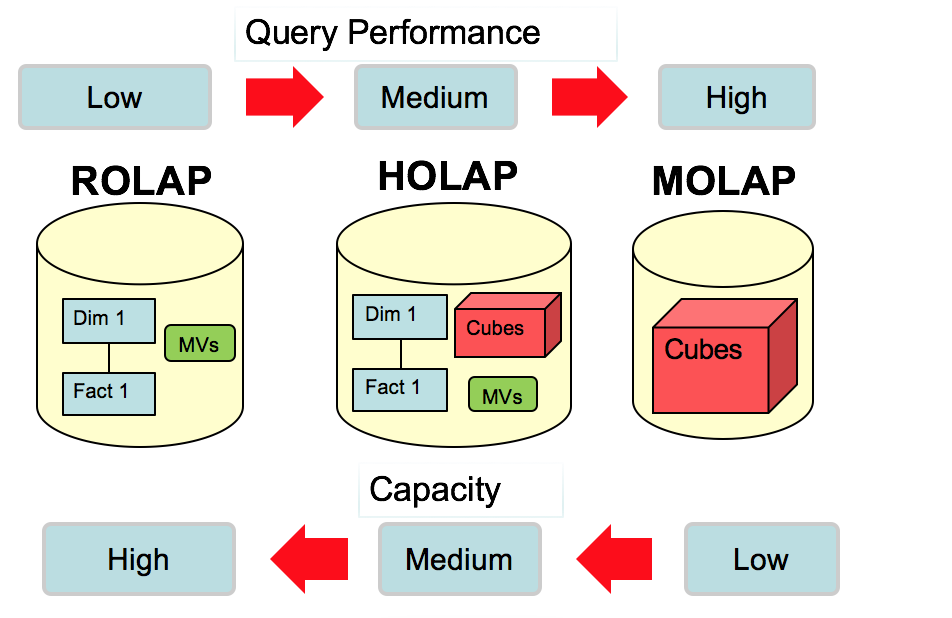 Query Performance
Low
Medium
High
ROLAP
HOLAP
MOLAP
Dim 1
MVs
Fact 1
Dim 1
Cubes
Fact 1
MVs
Cubes
Capacity
High
Medium
Low